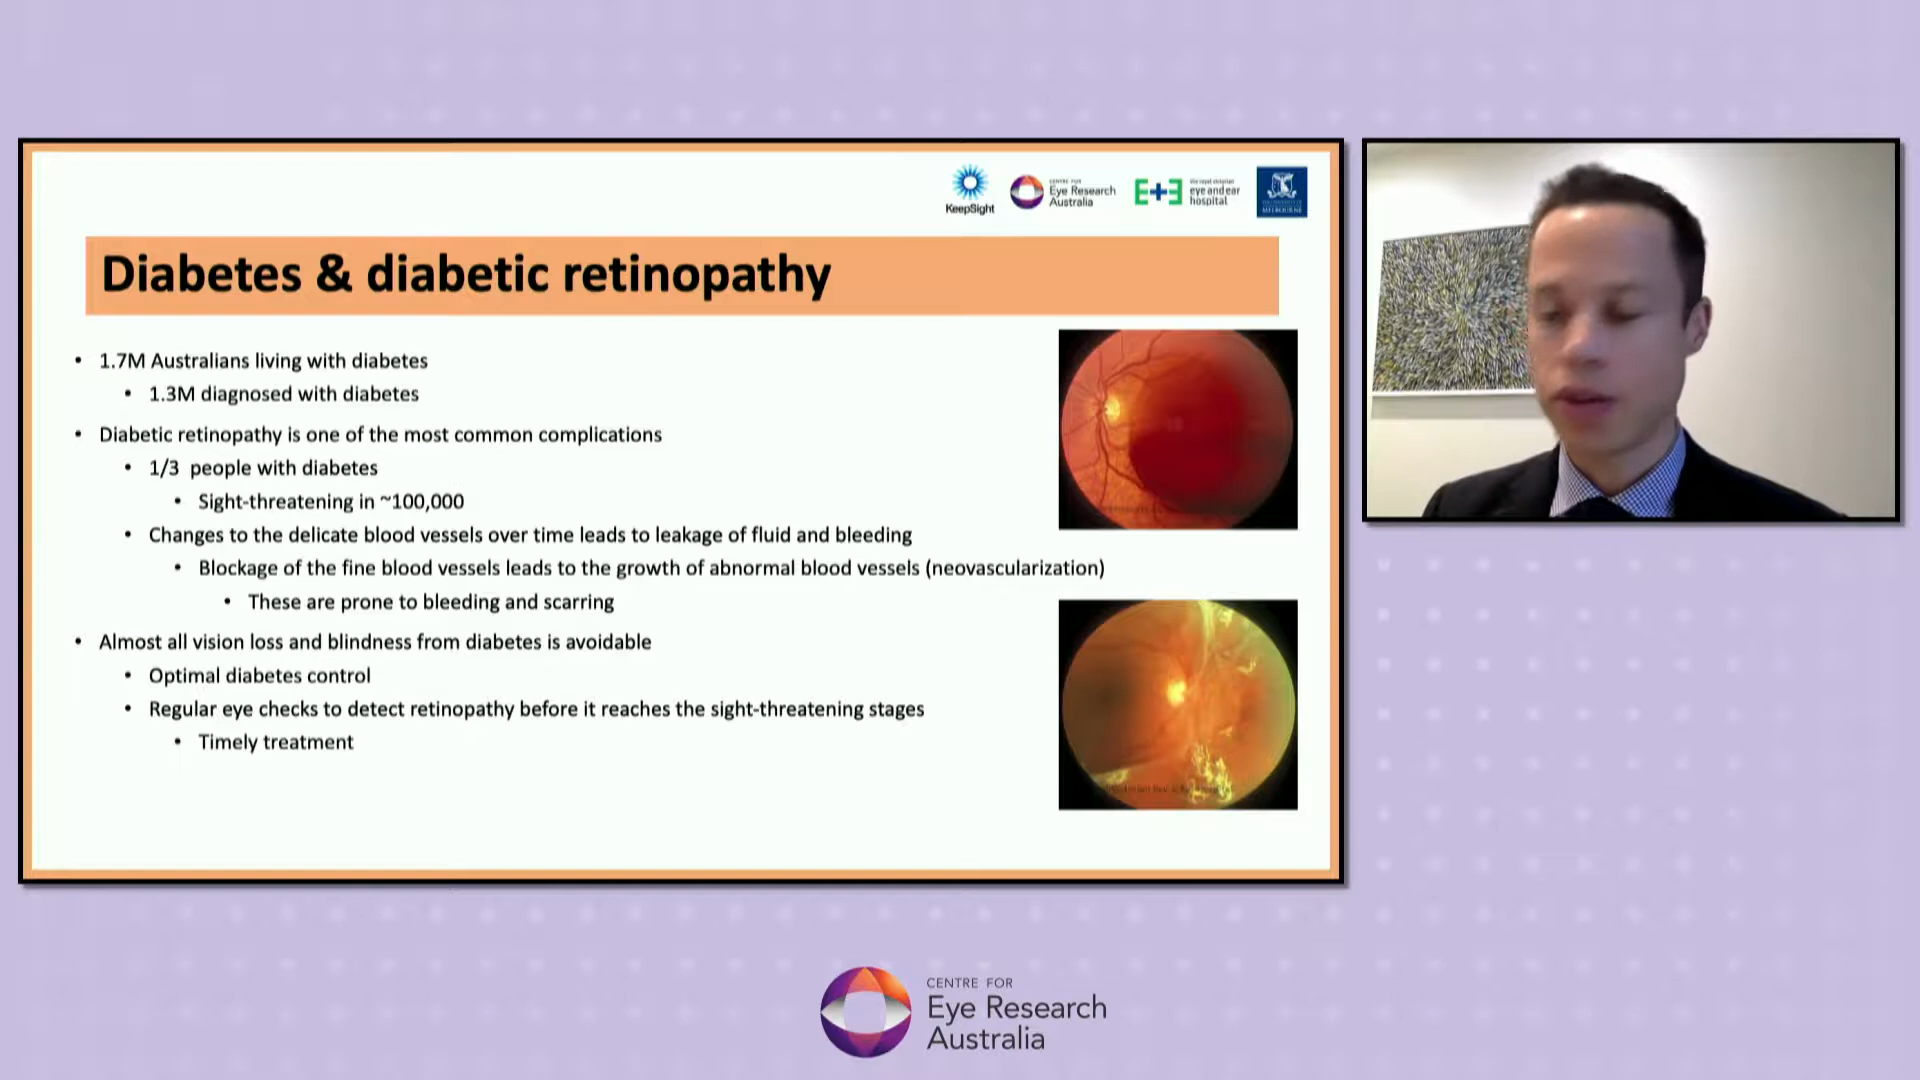 KeepSight
CENTRE FOR
Eye Research
Australia
eye and ear
hospital
MELBOURNE
Diabetes & diabetic retinopathy
• 1.7M Australians living with diabetes
• 1.3M diagnosed with diabetes
• Diabetic retinopathy is one of the most common complications
• 1/3 people with diabetes
• Sight-threatening in ~100,000
• Changes to the delicate blood vessels over time leads to leakage of fluid and bleeding
• Blockage of the fine blood vessels leads to the growth of abnormal blood vessels (neovascularization)
• These are prone to bleeding and scarring
• Almost all vision loss and blindness from diabetes is avoidable
• Optimal diabetes control
• Regular eye checks to detect retinopathy before it reaches the sight-threatening stages
• Timely treatment
CENTRE FOR
Eye Research
Australia